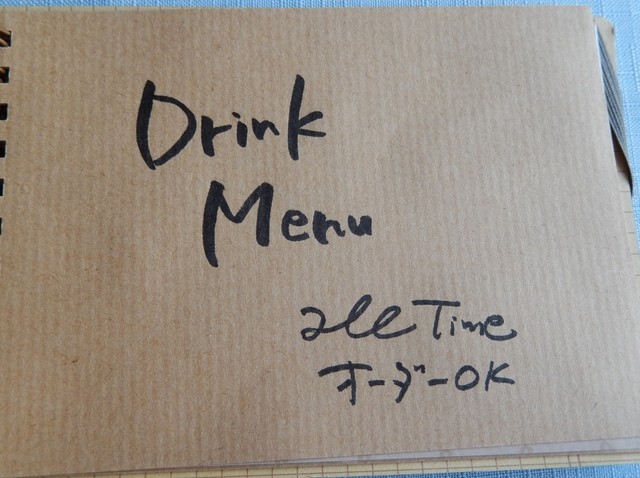 Drink
Menu
all Time
オーダーOK